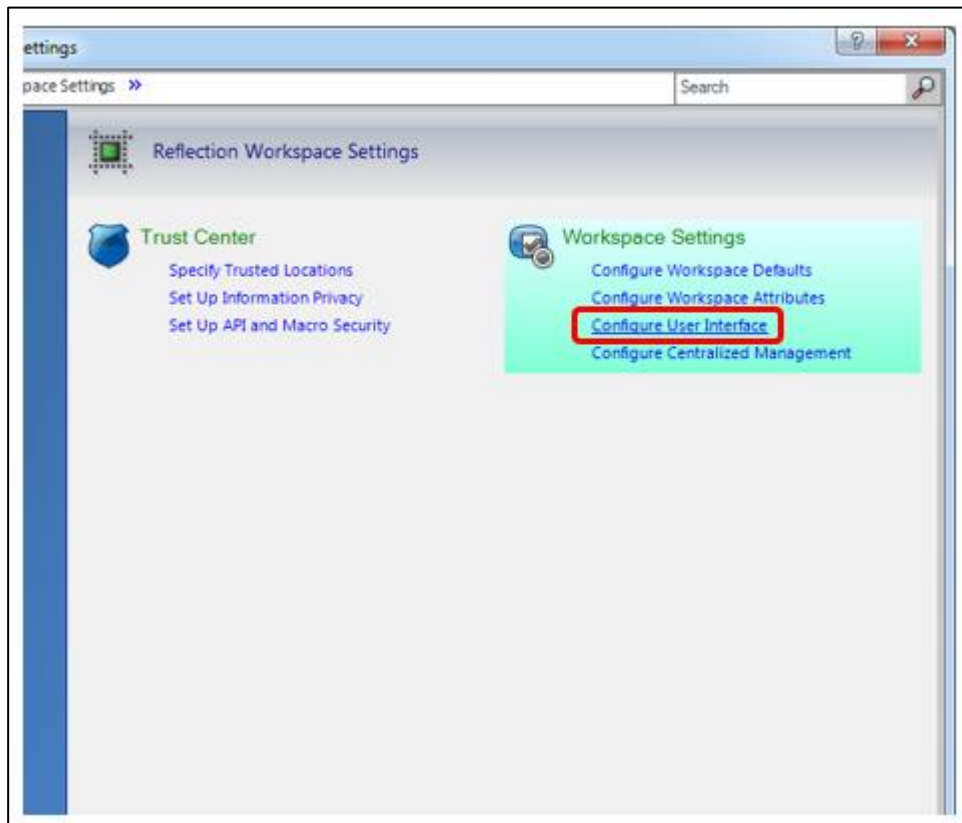 ettings
pace Settings »
Search
Reflection Workspace Settings
Trust Center
Specify Trusted Locations
Set Up Information Privacy
Set Up API and Macro Security
Workspace Settings
Configure Workspace Defaults
Configure Workspace Attributes
Configure User Interface
Configure Centralized Management